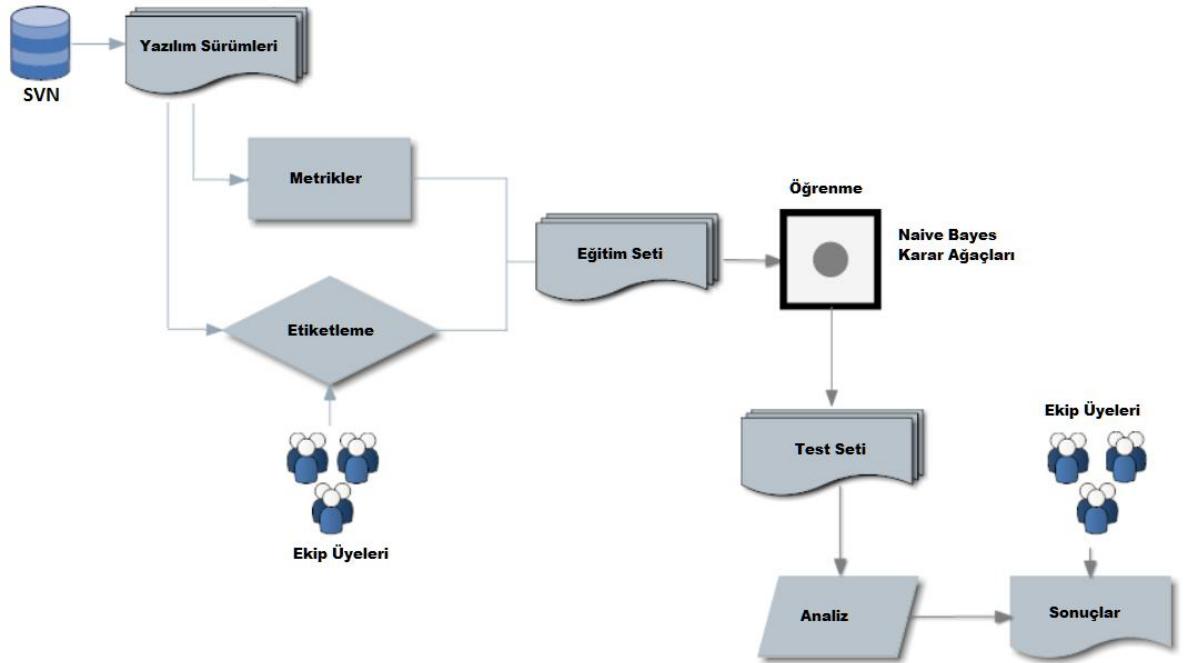 Yazılım Sürümleri
SVN
Metrikler
Öğrenme
Naive Bayes
Karar Ağaçları
Eğitim Seti
Etiketleme
Ekip Üyeleri
Test Seti
Ekip Üyeleri
Analiz
Sonuçlar